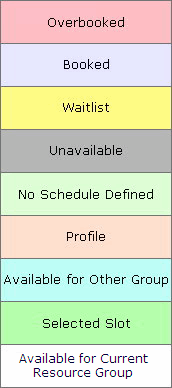 Overbooked
Booked
Waitlist
Unavailable
No Schedule Defined
Profile
Available for Other Group
Selected Slot
Available for Current
Resource Group